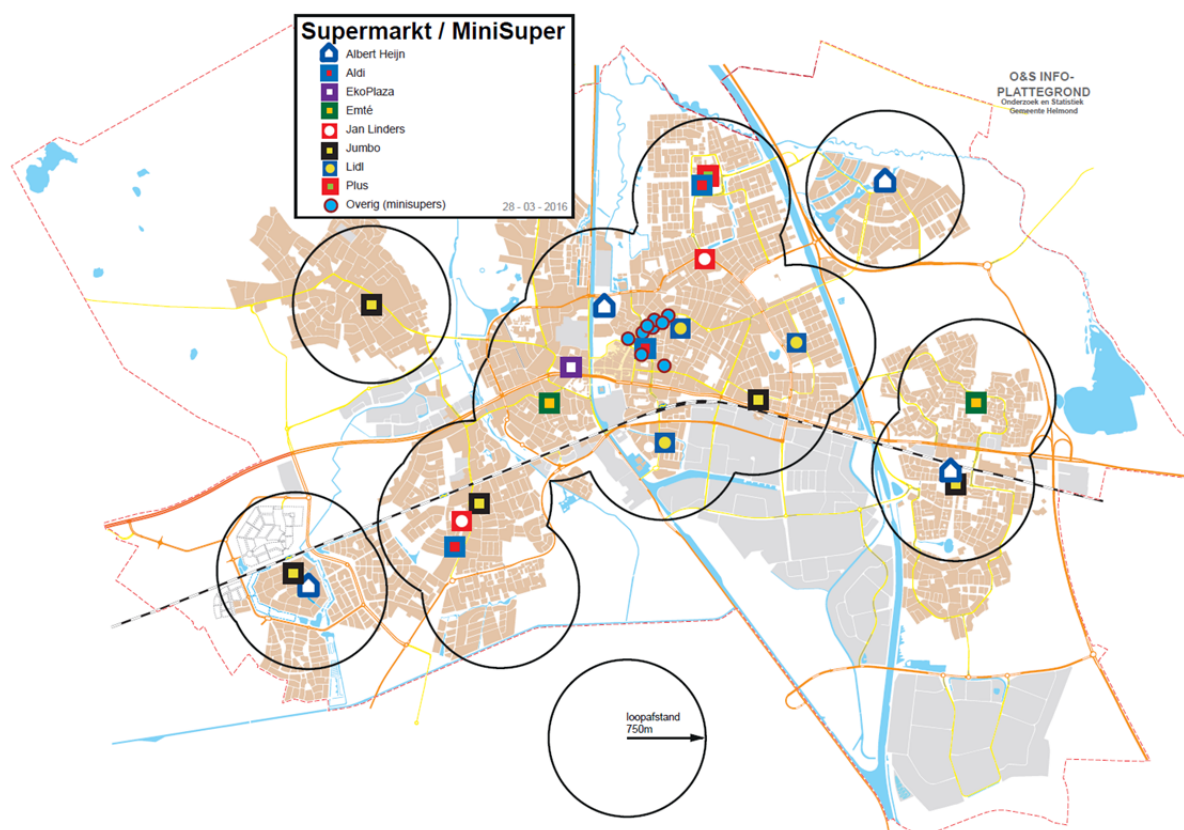 Supermarkt / MiniSuper
Albert Heijn
Aldi
EkoPlaza
Emté
Jan Linders
Jumbo
Lidl
Plus
Overig (minisupers)
28 - 03 - 2016
O&S INFO-
PLATTEGROND
Onderzoek en Statistiek
Gemeente Helmond
loopafstand
750m